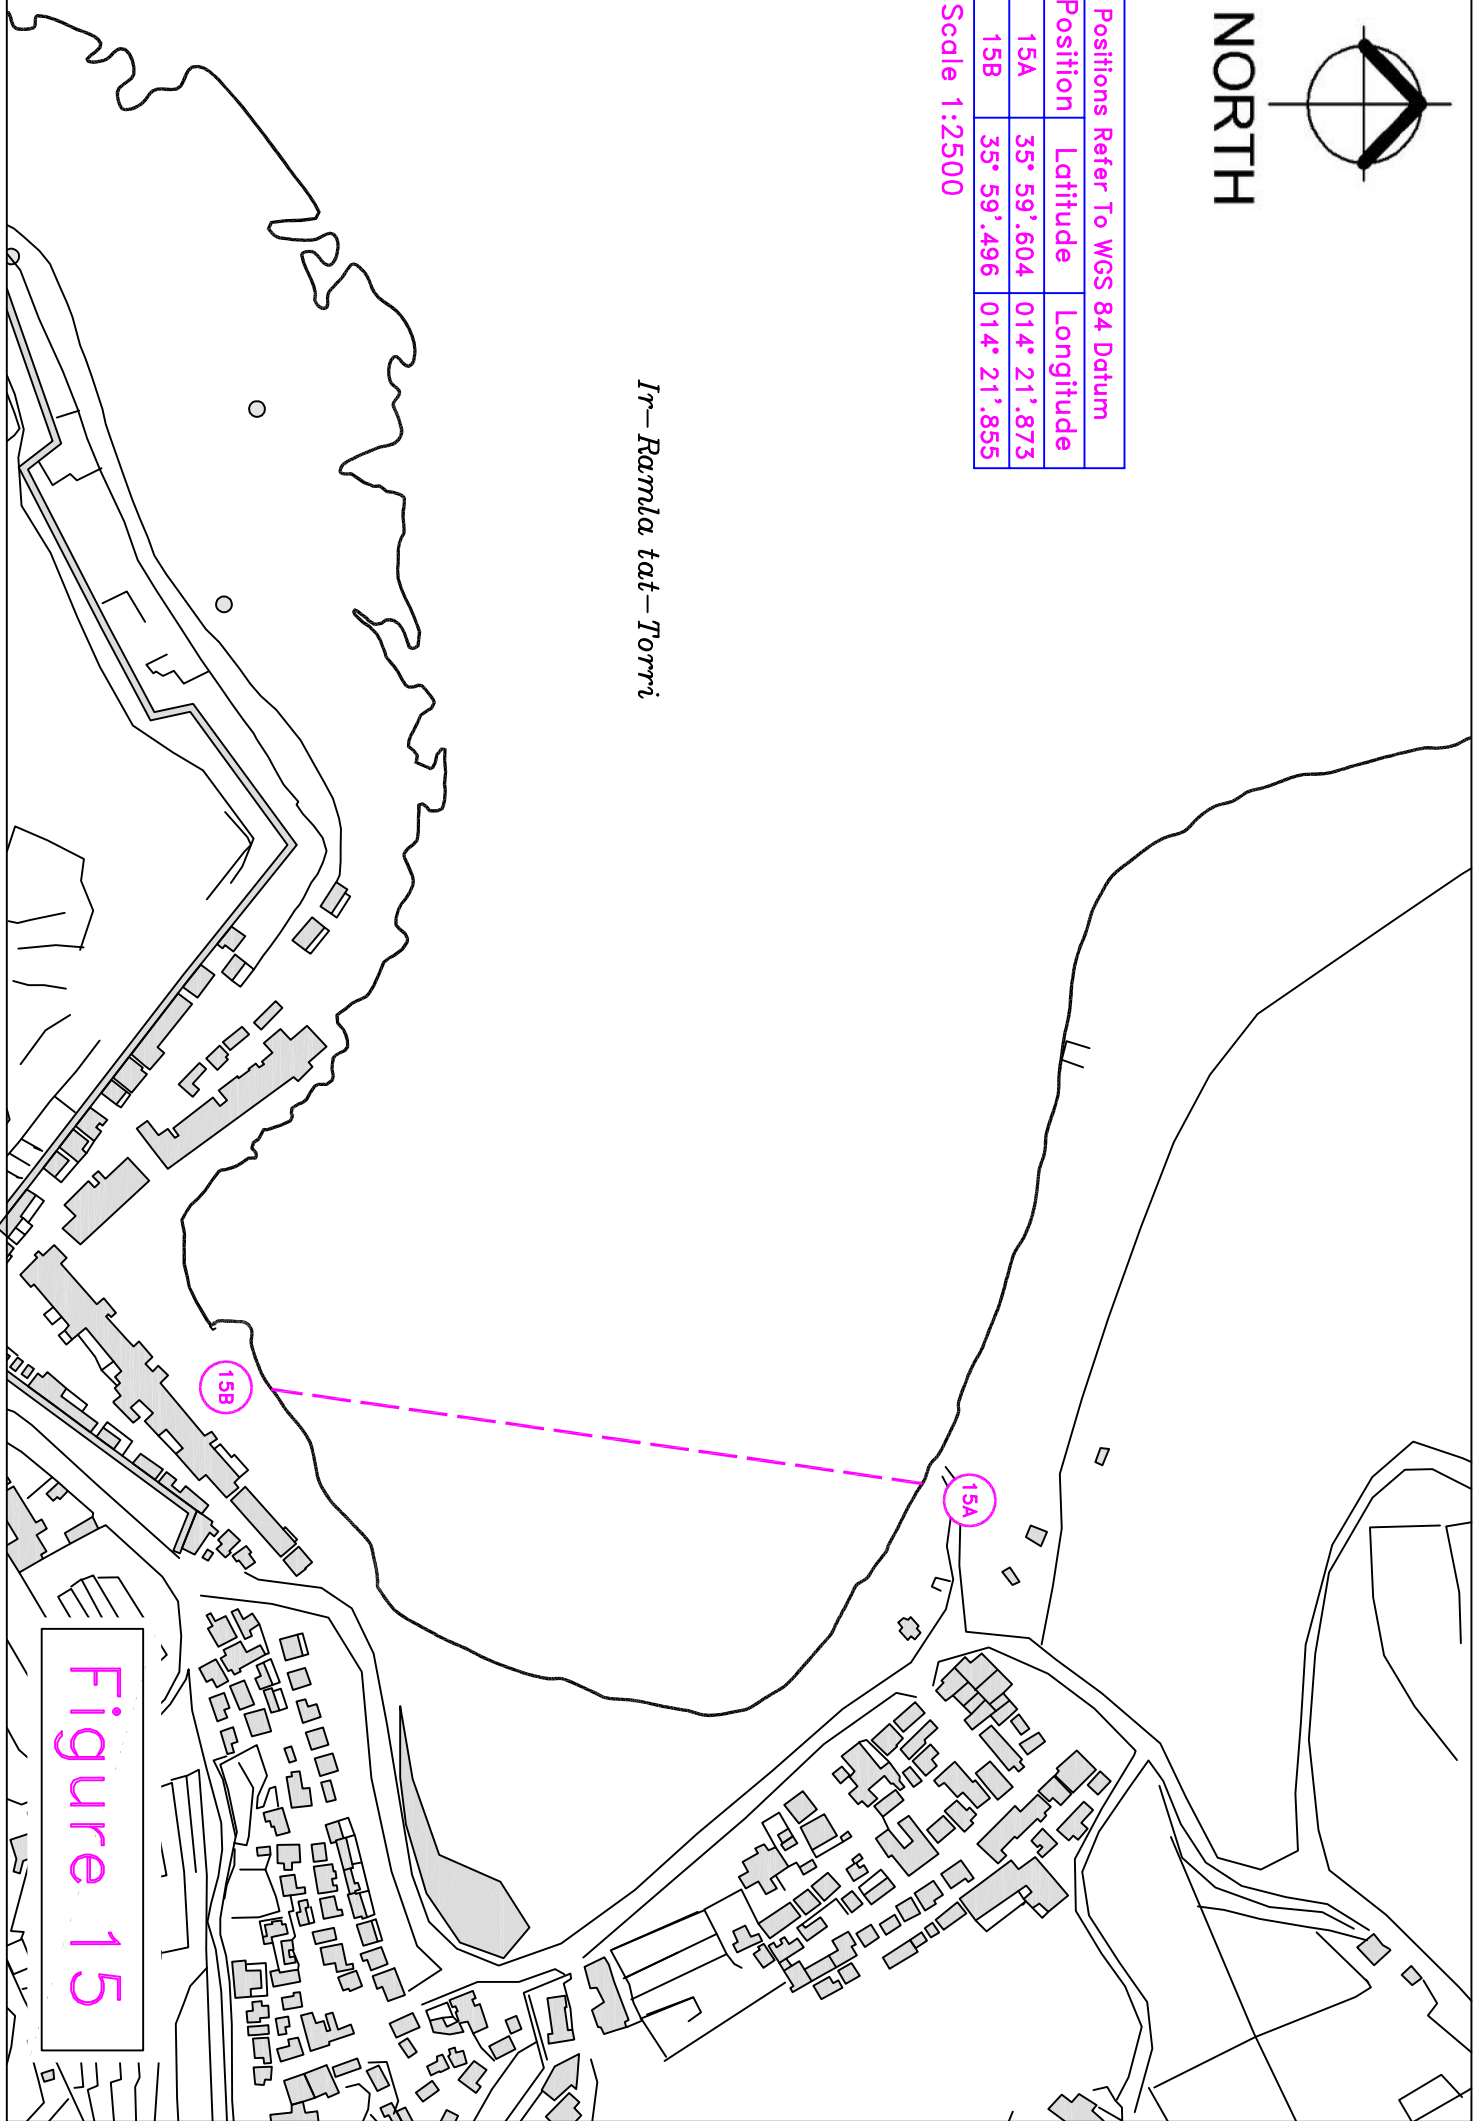 NORTH
Positions Refer To WGS 84 Datum
Position Latitude Longitude
15A 35° 59'.604 014° 21'.873
15B 35° 59'.496 014° 21'.855
Scale 1:2500
Ir-Ramla tat-Torri
15A
15B
Figure 15